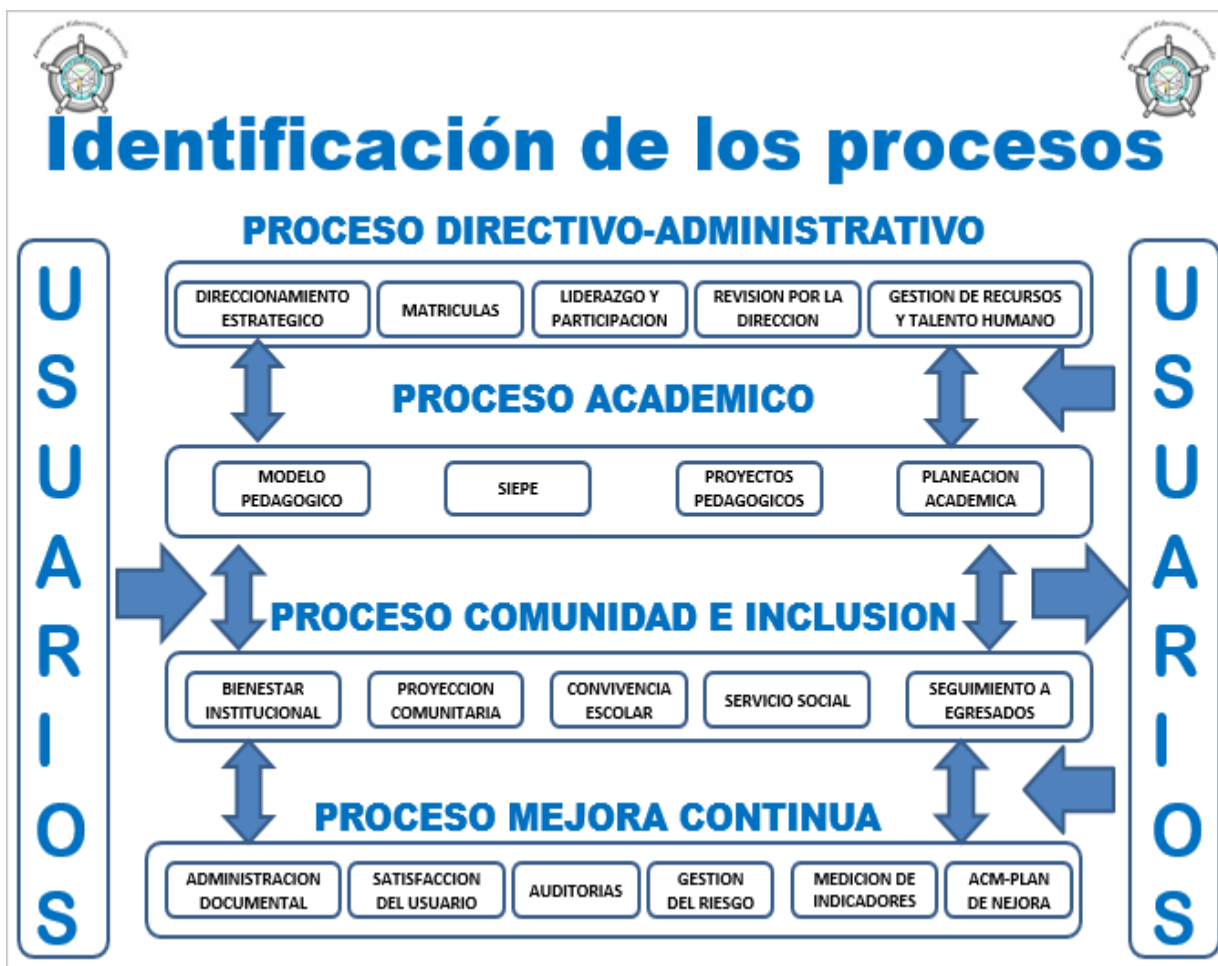 Identificación de los procesos
PROCESO DIRECTIVO-ADMINISTRATIVO
USUARIOS
DIRECCIONAMIENTO
ESTRATEGICO
MATRICULAS
LIDERAZGO Y
PARTICIPACION
REVISION POR LA
DIRECCION
GESTION DE RECURSOS
Y TALENTO HUMANO
PROCESO ACADEMICO
MODELO
PEDAGOGICO
SIEPE
PROYECTOS
PEDAGOGICOS
PLANEACION
ACADEMICA
PROCESO COMUNIDAD E INCLUSION
BIENESTAR
INSTITUCIONAL
PROYECCION
COMUNITARIA
CONVIVENCIA
ESCOLAR
SERVICIO SOCIAL
SEGUIMIENTO A
EGRESADOS
PROCESO MEJORA CONTINUA
ADMINISTRACION
DOCUMENTAL
SATISFACCION
DEL USUARIO
AUDITORIAS
GESTION
DEL RIESGO
MEDICION DE
INDICADORES
ACM-PLAN
DE NEJORA
USUARIOS